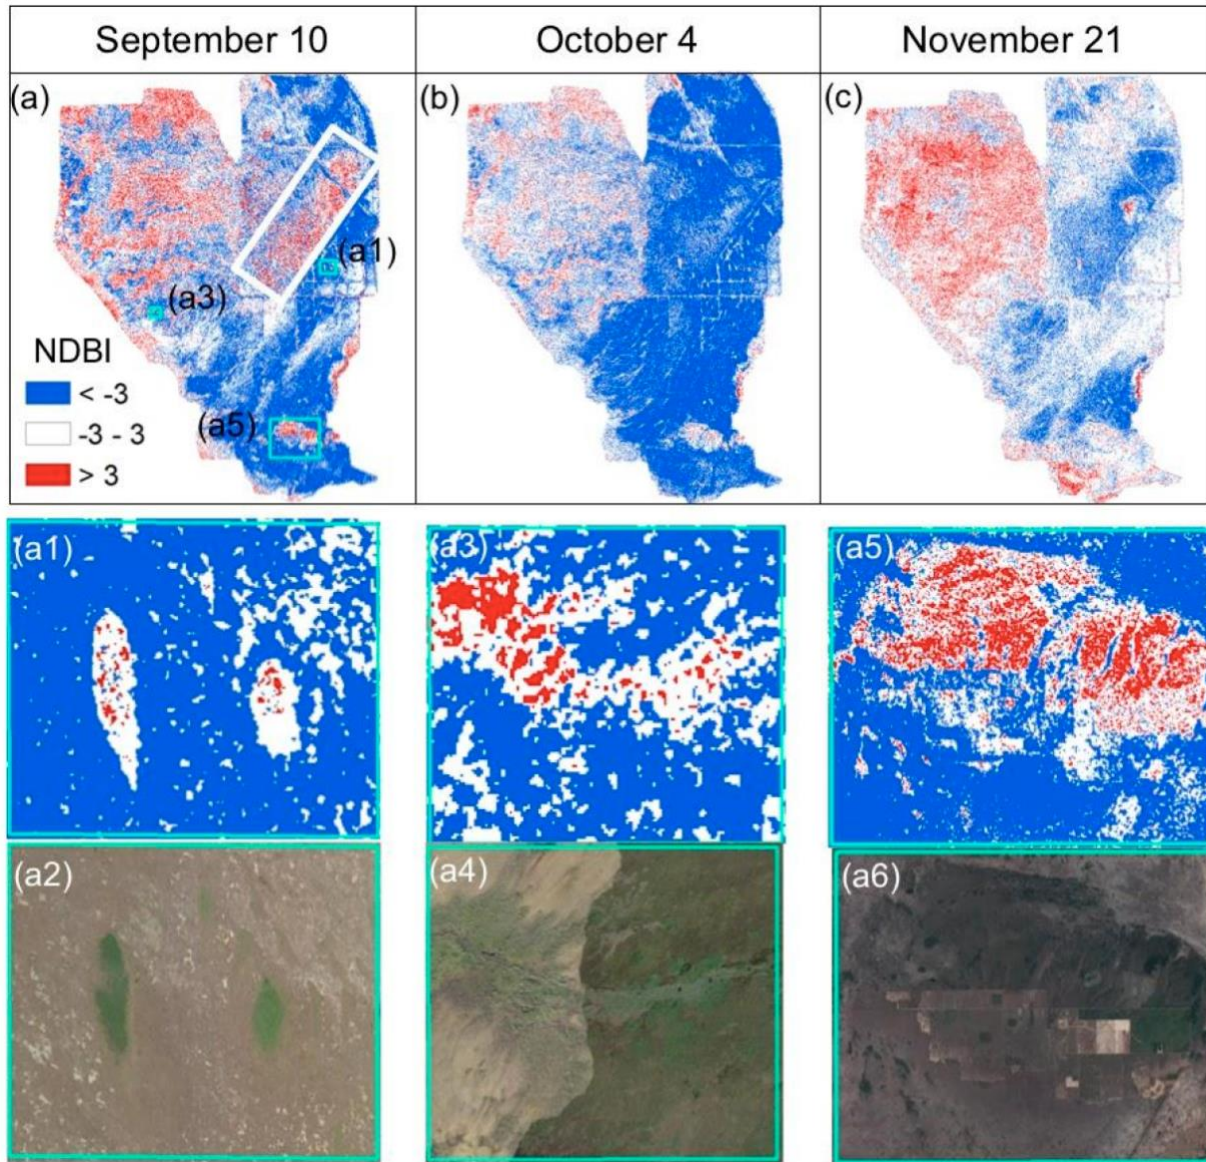 September 10
October 4
November 21
(a)
(b)
(c)
(a1)
(a3)
(a5)
NDBI
< -3
-3 - 3
> 3
(a1)
(a3)
(a5)
(a2)
(a4)
(a6)